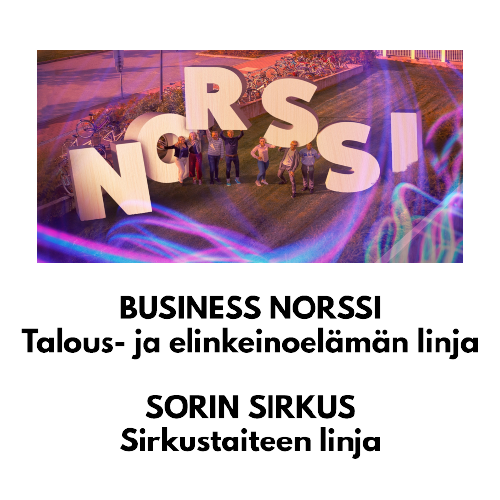 NORSSI
BUSINESS NORSSI
Talous- ja elinkeinoelämän linja
SORIN SIRKUS
Sirkustaiteen linja